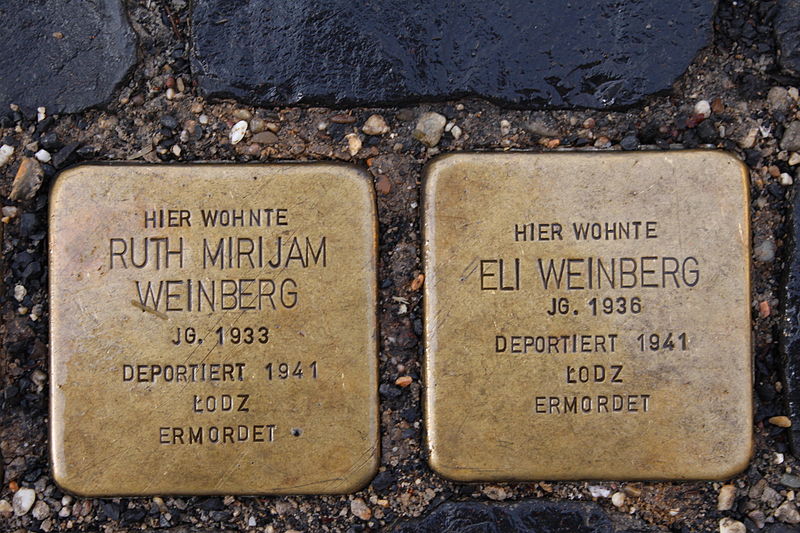 HIER WOHNTE
RUTH MIRIJAM
WEINBERG
JG. 1933
DEPORTIERT 1941
ŁODZ
ERMORDET
HIER WOHNTE
ELI WEINBERG
JG. 1936
DEPORTIERT 1941
ŁODZ
ERMORDET